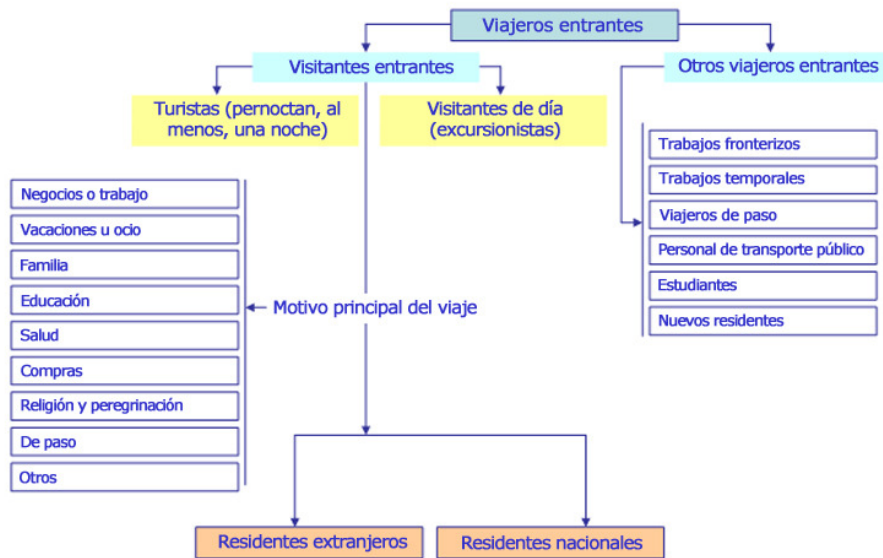 Viajeros entrantes
Visitantes entrantes
Otros viajeros entrantes
Turistas (pernoctan, al
menos, una noche)
Visitantes de día
(excursionistas)
Trabajos fronterizos
Trabajos temporales
Viajeros de paso
Personal de transporte público
Estudiantes
Nuevos residentes
Negocios o trabajo
Vacaciones u ocio
Familia
Educación
Salud
Compras
Religión y peregrinación
De paso
Otros
Motivo principal del viaje
Residentes extranjeros
Residentes nacionales